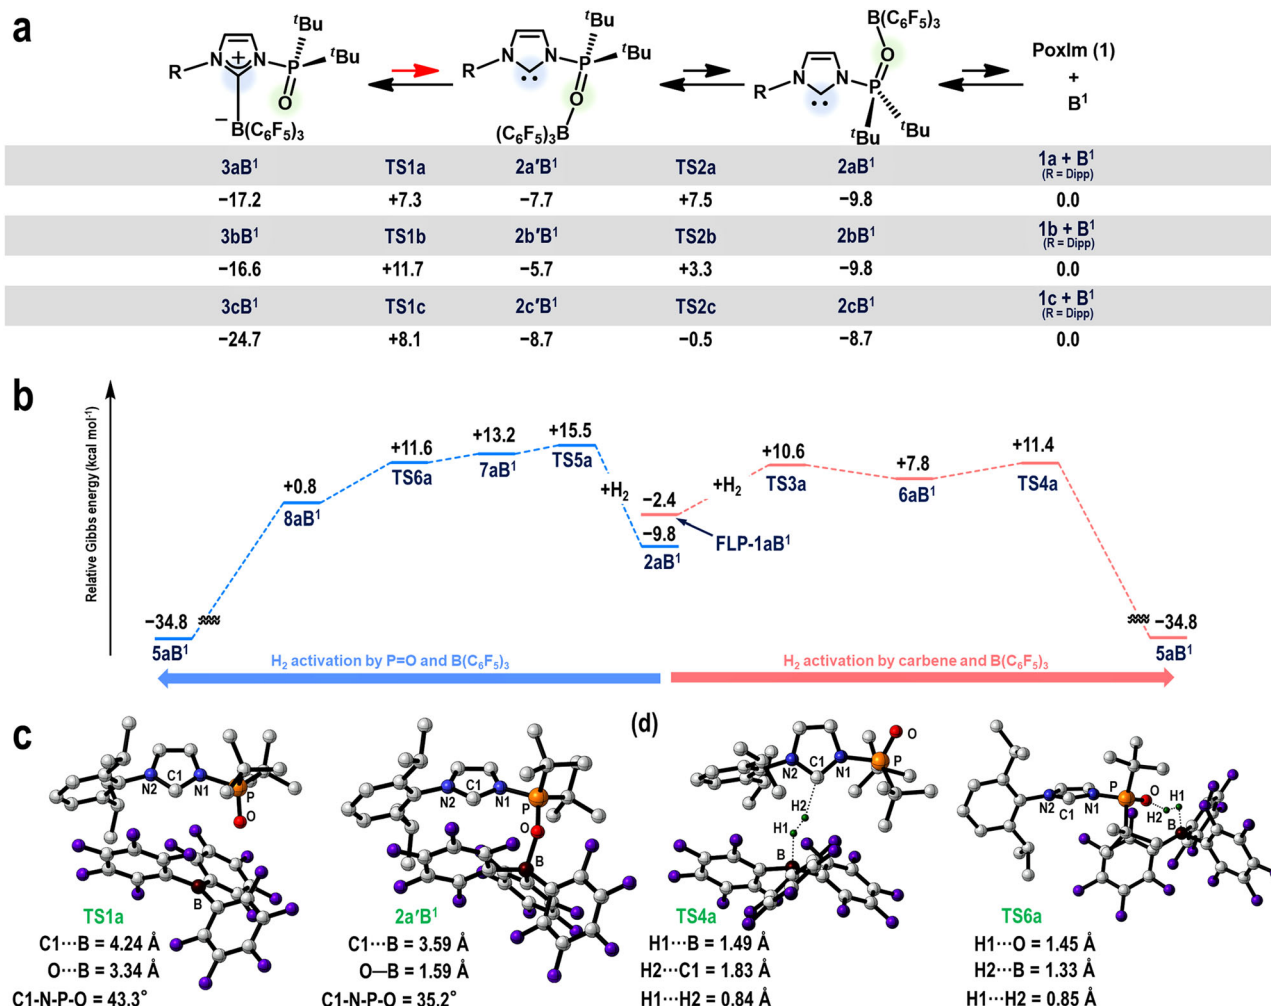 a
ᵗBu
ᵗBu
R
N
N
P
O
B(C₆F₅)₃
ᵗBu
ᵗBu
R
N
N
P
O
(C₆F₅)₃B
B(C₆F₅)₃
O
R
N
N
P
ᵗBu
ᵗBu
PoxIm (1)
+
B¹
3aB¹ TS1a 2a′B¹ TS2a 2aB¹ 1a + B¹
(R = Dipp)
−17.2 +7.3 −7.7 +7.5 −9.8 0.0
3bB¹ TS1b 2b′B¹ TS2b 2bB¹ 1b + B¹
(R = Dipp)
−16.6 +11.7 −5.7 +3.3 −9.8 0.0
3cB¹ TS1c 2c′B¹ TS2c 2cB¹ 1c + B¹
(R = Dipp)
−24.7 +8.1 −8.7 −0.5 −8.7 0.0
b
Relative Gibbs energy (kcal mol⁻¹)
−34.8
5aB¹
+0.8
8aB¹
+11.6
TS6a
+13.2
7aB¹
+15.5
TS5a
+H₂
−2.4
−9.8
2aB¹
FLP-1aB¹
+H₂
+10.6
TS3a
+7.8
6aB¹
+11.4
TS4a
−34.8
5aB¹
H₂ activation by P=O and B(C₆F₅)₃
H₂ activation by carbene and B(C₆F₅)₃
c
N2
C1
N1
P
O
B
TS1a
C1···B = 4.24 Å
O···B = 3.34 Å
C1-N-P-O = 43.3°
N2
C1
N1
P
O
B
2a′B¹
C1···B = 3.59 Å
O—B = 1.59 Å
C1-N-P-O = 35.2°
(d)
O
P
N2
C1
N1
H2
H1
B
TS4a
H1···B = 1.49 Å
H2···C1 = 1.83 Å
H1···H2 = 0.84 Å
N2
C1
N1
P
O
H1
H2
B
TS6a
H1···O = 1.45 Å
H2···B = 1.33 Å
H1···H2 = 0.85 Å